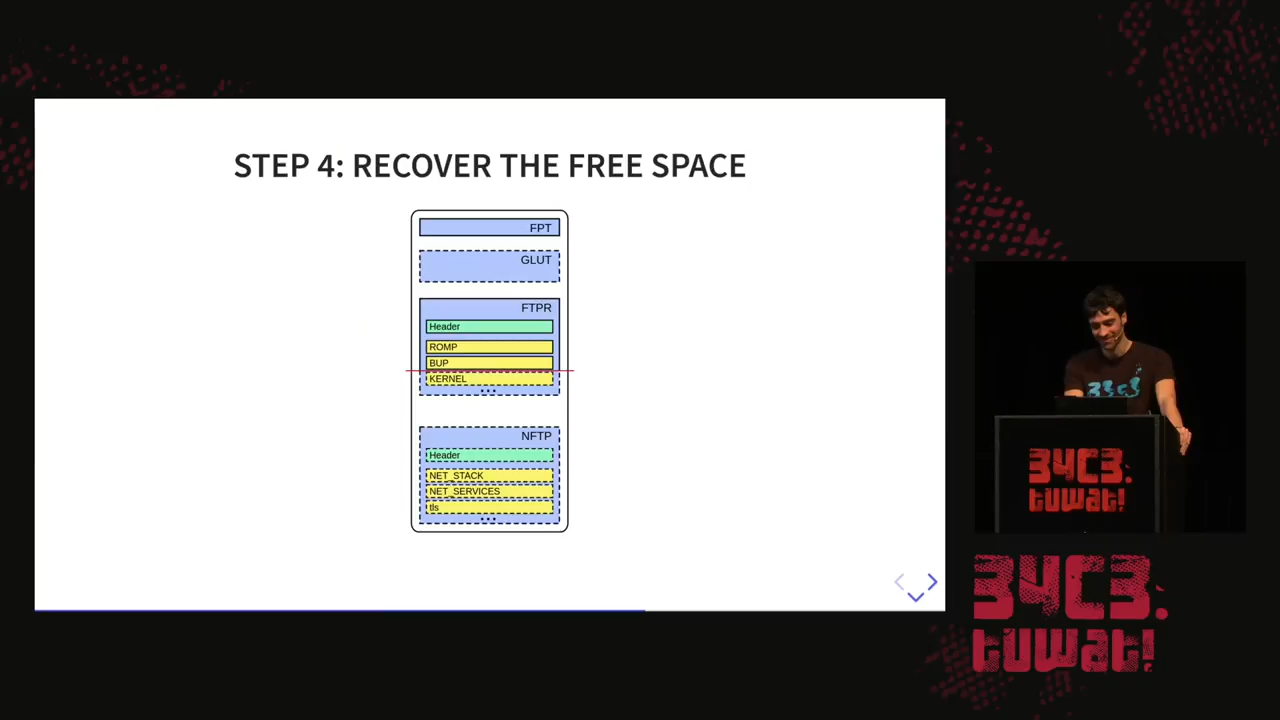 STEP 4: RECOVER THE FREE SPACE
FPT
GLUT
FTPR
Header
ROMP
BUP
KERNEL
...
NFTP
Header
NET_STACK
NET_SERVICES
tls
...
34C3
34C3:
tuwat!
34C3.
tuwat!